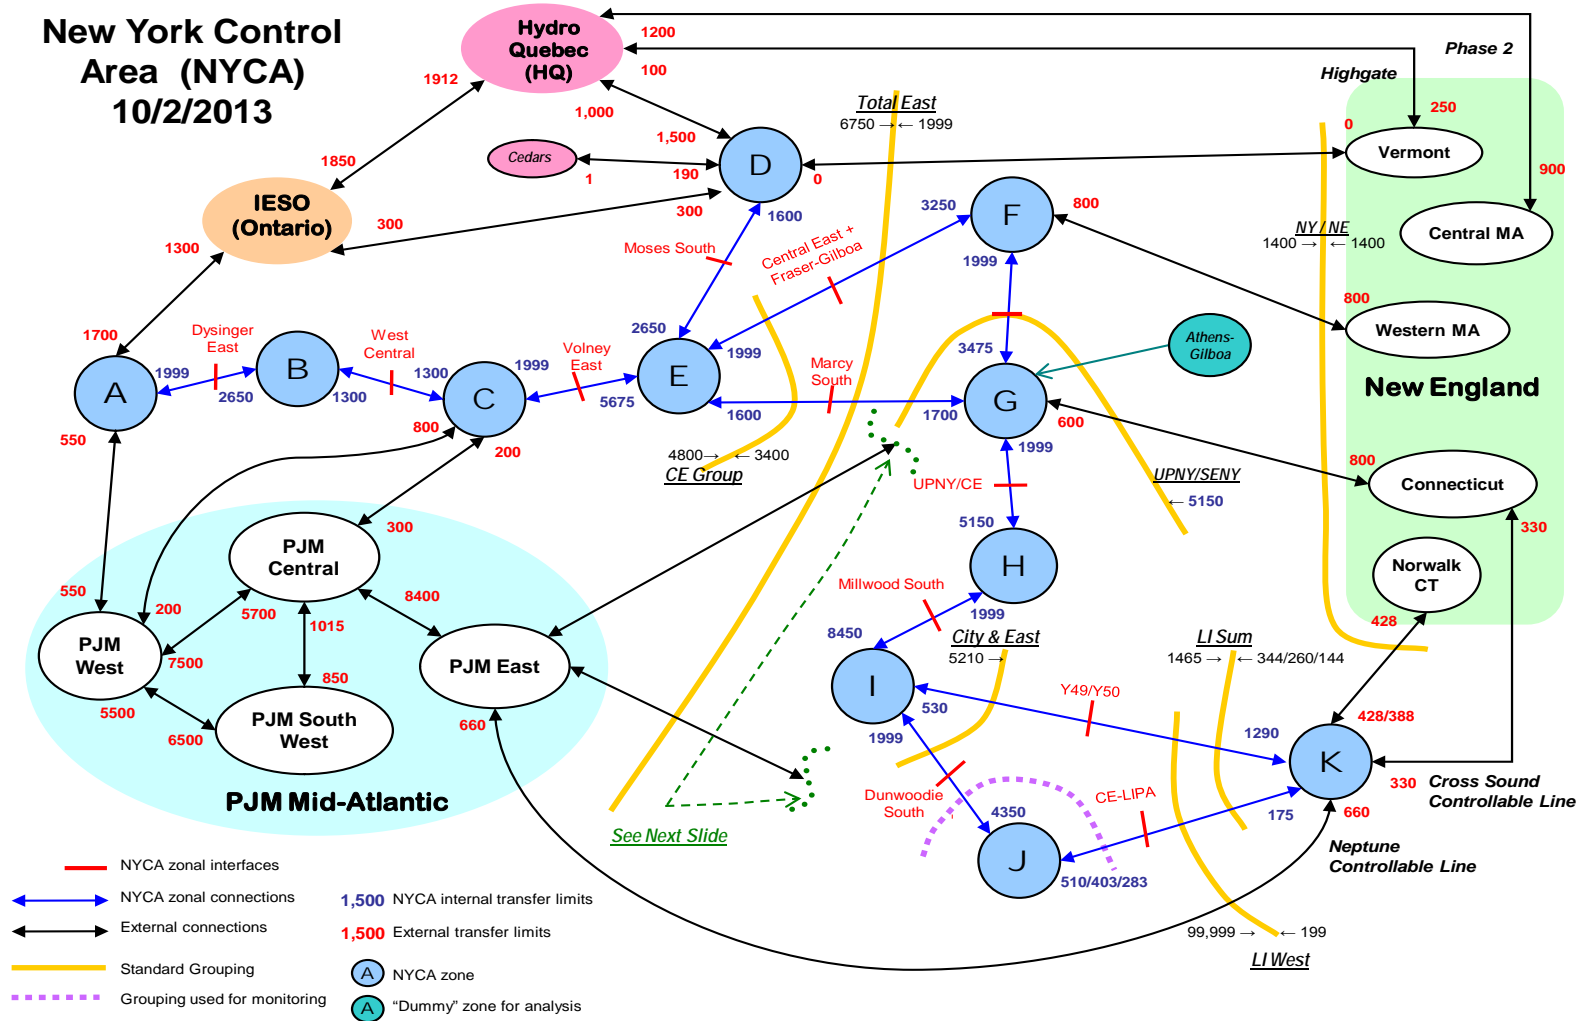 New York Control
Area (NYCA)
10/2/2013
Hydro
Quebec
(HQ)
1200
100
Phase 2
Highgate
1912
1,000
Total East
6750 →← 1999
250
0
1,500
Cedars
1
190
D
0
Vermont
900
1850
IESO
(Ontario)
300
300
1600
1300
Moses South
Central East +
Fraser-Gilboa
3250
F
800
1999
NY / NE
1400 → ← 1400
Central MA
800
Western MA
1700
Dysinger
East
West
Central
1999
2650
B
1300
1300
A
C
1999
Volney
East
5675
2650
E
1999
1600
Marcy
South
3475
G
1700
600
1999
Athens-
Gilboa
New England
550
800
200
4800→ ← 3400
CE Group
UPNY/CE
UPNY/SENY
← 5150
800
Connecticut
330
300
PJM
Central
5150
H
1999
Norwalk
CT
428
550
200
5700
8400
1015
Millwood South
8450
City & East
5210 →
LI Sum
1465 → ← 344/260/144
PJM
West
7500
PJM East
850
5500
6500
PJM South
West
660
I
530
1999
Y49/Y50
1290
428/388
K
330
Cross Sound
Controllable Line
660
175
PJM Mid-Atlantic
Dunwoodie
South
4350
CE-LIPA
J
510/403/283
See Next Slide
Neptune
Controllable Line
99,999 → ← 199
LI West
NYCA zonal interfaces
NYCA zonal connections
External connections
Standard Grouping
Grouping used for monitoring
1,500 NYCA internal transfer limits
1,500 External transfer limits
A NYCA zone
A “Dummy” zone for analysis